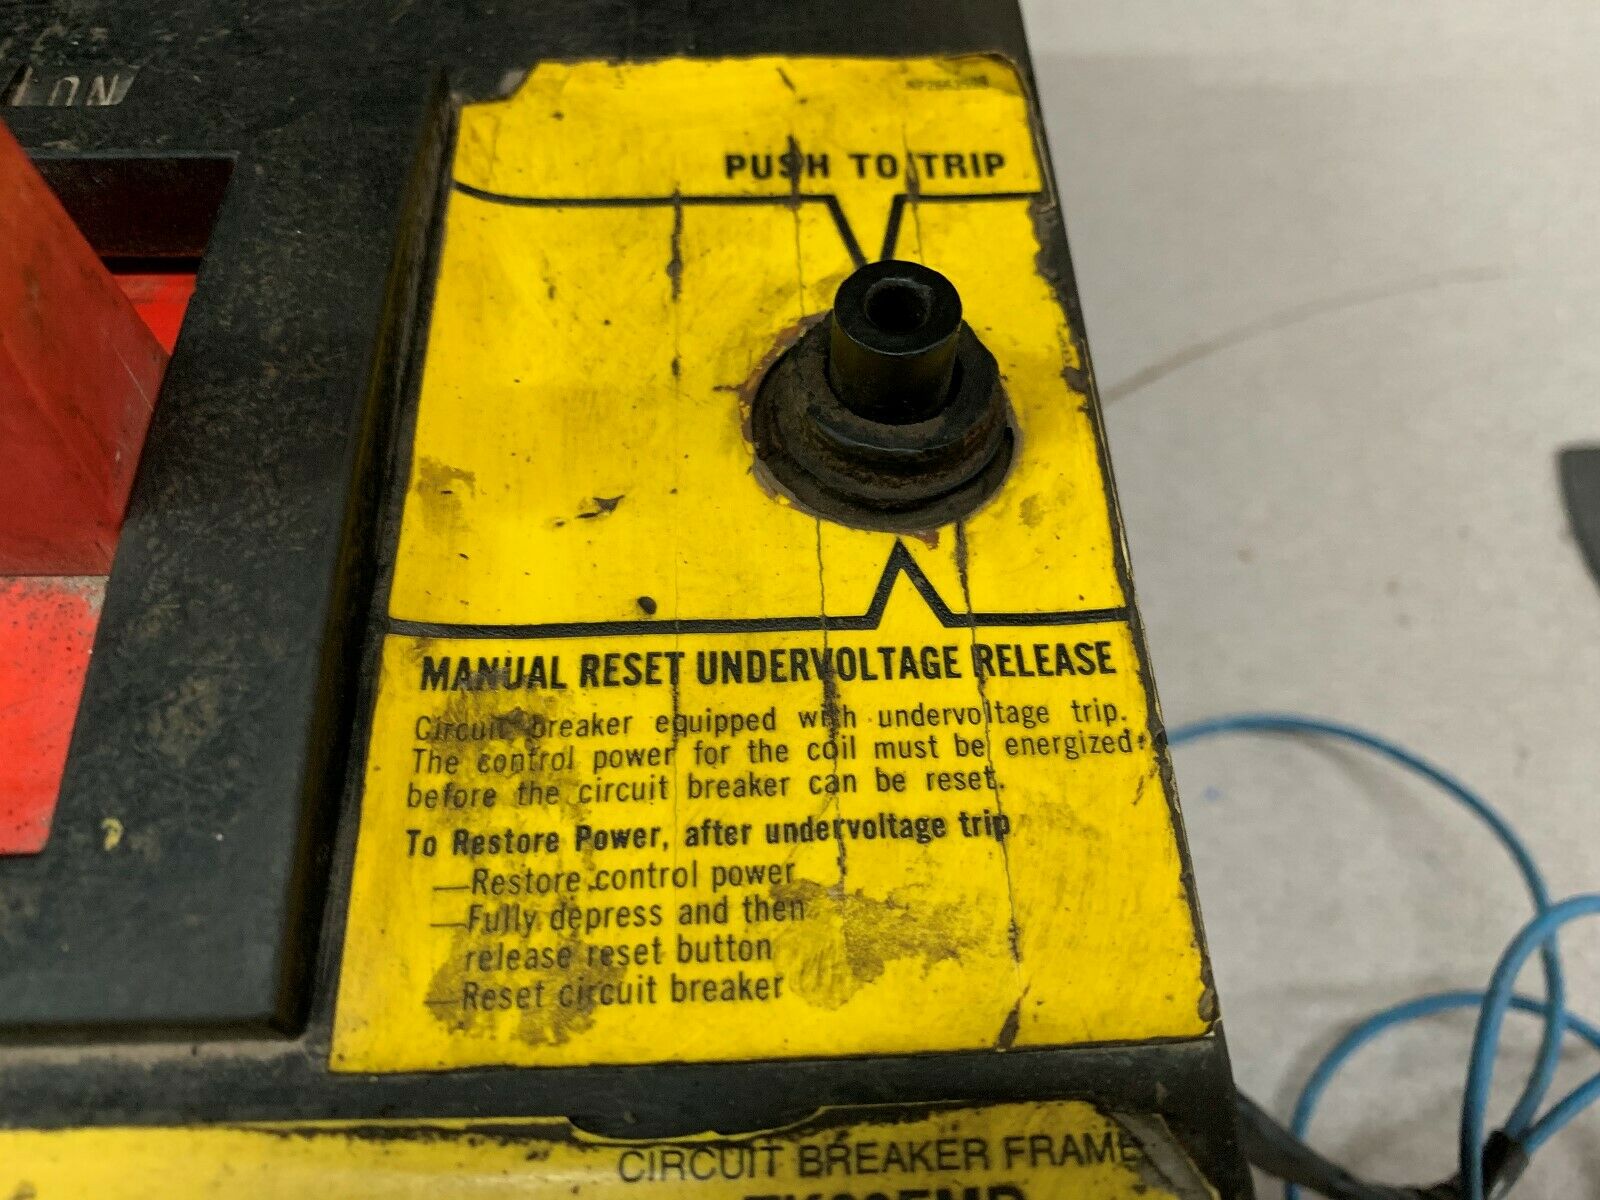 ON
PUSH TO TRIP
MANUAL RESET UNDERVOLTAGE RELEASE
Circuit breaker equipped with undervoltage trip.
The control power for the coil must be energized
before the circuit breaker can be reset.
To Restore Power, after undervoltage trip
—Restore control power
—Fully depress and then
release reset button
—Reset circuit breaker
CIRCUIT BREAKER FRAME